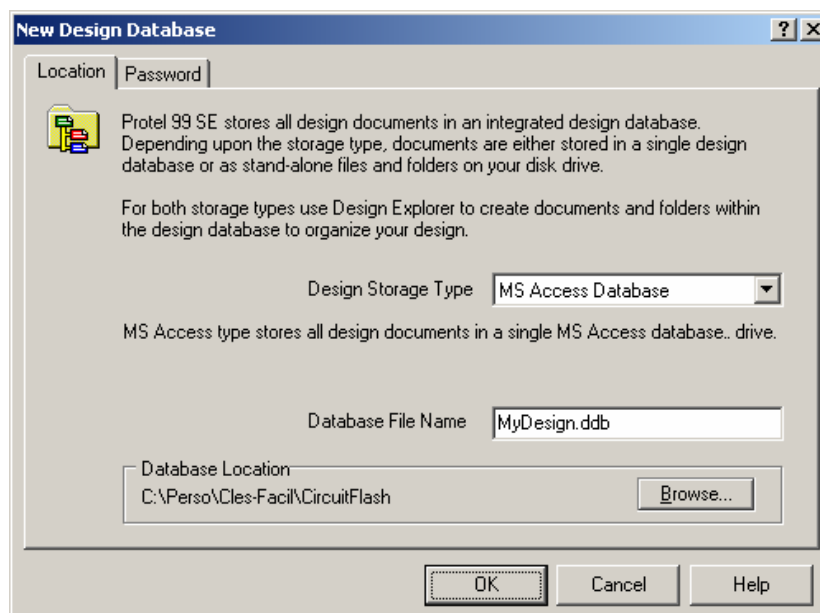 New Design Database
Location
Password
Protel 99 SE stores all design documents in an integrated design database.
Depending upon the storage type, documents are either stored in a single design
database or as stand-alone files and folders on your disk drive.
For both storage types use Design Explorer to create documents and folders within
the design database to organize your design.
Design Storage Type MS Access Database
MS Access type stores all design documents in a single MS Access database.. drive.
Database File Name MyDesign.ddb
Database Location
C:\Perso\Cles-Facil\CircuitFlash Browse...
OK Cancel Help